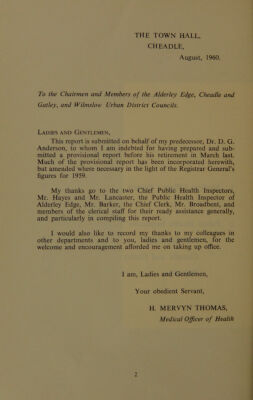 THE TOWN HALL,
CHEADLE,
August, 1960.
To the Chairmen and Members of the Alderley Edge, Cheadle and
Gatley, and Wilmslow Urban District Councils.
LADIES AND GENTLEMEN,
This report is submitted on behalf of my predecessor, Dr. D. G.
Anderson, to whom I am indebted for having prepared and sub-
mitted a provisional report before his retirement in March last.
Much of the provisional report has been incorporated herewith,
but amended where necessary in the light of the Registrar General's
figures for 1959.
My thanks go to the two Chief Public Health Inspectors,
Mr. Hayes and Mr. Lancaster, the Public Health Inspector of
Alderley Edge, Mr. Barker, the Chief Clerk, Mr. Broadbent, and
members of the clerical staff for their ready assistance generally,
and particularly in compiling this report.
I would also like to record my thanks to my colleagues in
other departments and to you, ladies and gentlemen, for the
welcome and encouragement afforded me on taking up office.
I am, Ladies and Gentlemen,
Your obedient Servant,
H. MERVYN THOMAS,
Medical Officer of Health
2